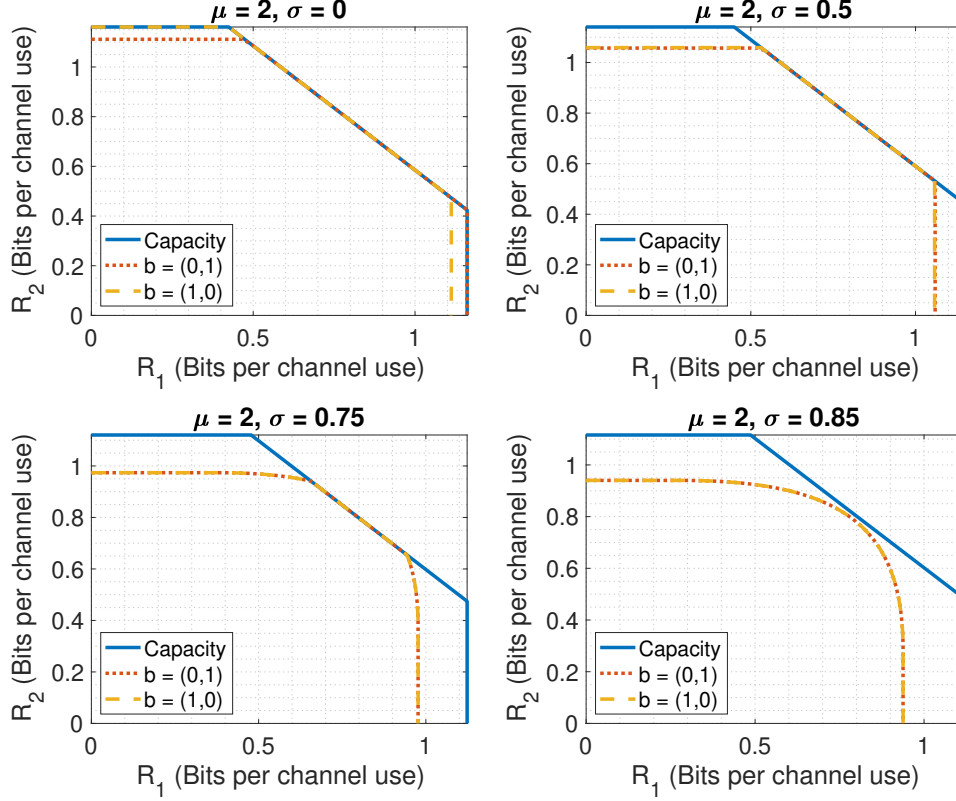 μ = 2, σ = 0
R2 (Bits per channel use)
1
0.8
0.6
0.4
0.2
0
Capacity
b = (0,1)
b = (1,0)
0 0.5 1
R1 (Bits per channel use)
μ = 2, σ = 0.5
R2 (Bits per channel use)
1
0.8
0.6
0.4
0.2
0
Capacity
b = (0,1)
b = (1,0)
0 0.5 1
R1 (Bits per channel use)
μ = 2, σ = 0.75
R2 (Bits per channel use)
1
0.8
0.6
0.4
0.2
0
Capacity
b = (0,1)
b = (1,0)
0 0.5 1
R1 (Bits per channel use)
μ = 2, σ = 0.85
R2 (Bits per channel use)
1
0.8
0.6
0.4
0.2
0
Capacity
b = (0,1)
b = (1,0)
0 0.5 1
R1 (Bits per channel use)